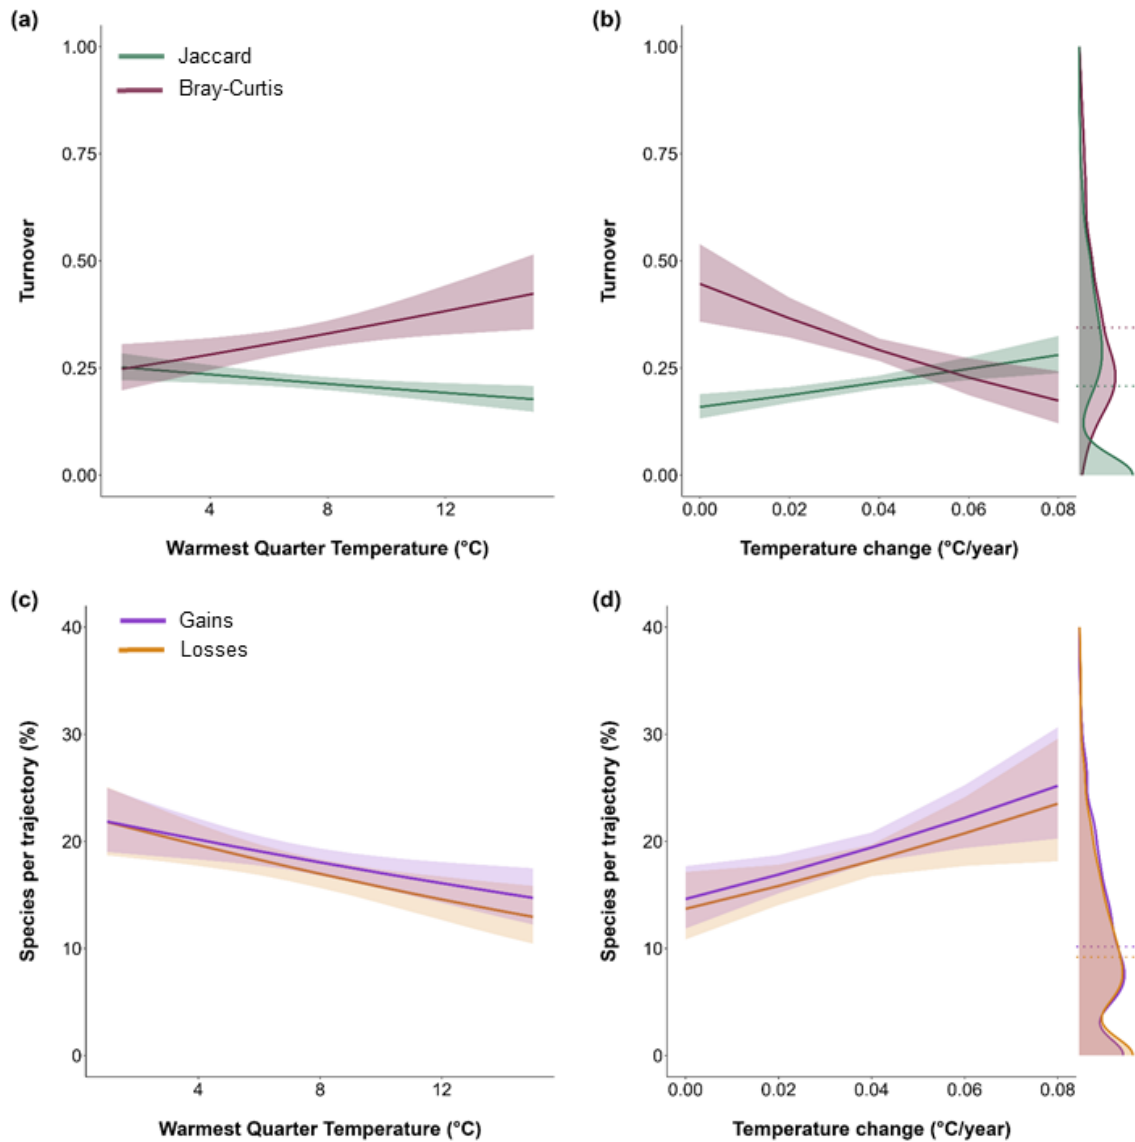 (a)
Jaccard
Bray-Curtis
1.00
0.75
0.50
0.25
0.00
Turnover
4 8 12
Warmest Quarter Temperature (°C)
(b)
1.00
0.75
0.50
0.25
0.00
Turnover
0.00 0.02 0.04 0.06 0.08
Temperature change (°C/year)
(c)
Gains
Losses
40
30
20
10
0
Species per trajectory (%)
4 8 12
Warmest Quarter Temperature (°C)
(d)
40
30
20
10
0
Species per trajectory (%)
0.00 0.02 0.04 0.06 0.08
Temperature change (°C/year)